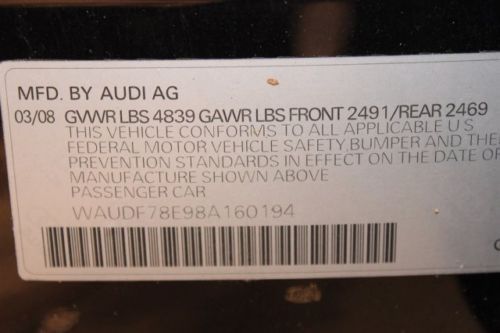 MFD. BY AUDI AG
03/08 GVWR LBS 4839 GAWR LBS FRONT 2491/REAR 2469
THIS VEHICLE CONFORMS TO ALL APPLICABLE U S
FEDERAL MOTOR VEHICLE SAFETY, BUMPER AND THE
PREVENTION STANDARDS IN EFFECT ON THE DATE O
MANUFACTURE SHOWN ABOVE
PASSENGER CAR
WAUDF78E98A160194